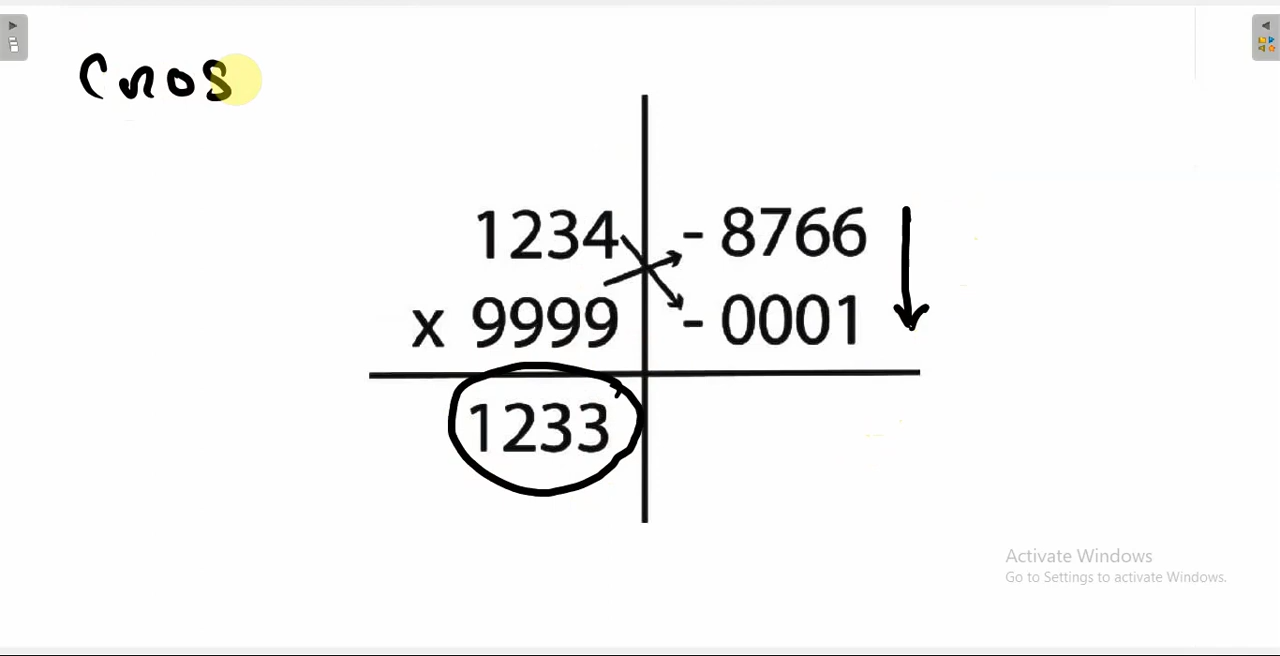 Cros
1234 - 8766
x 9999 - 0001
1233
Activate Windows
Go to Settings to activate Windows.